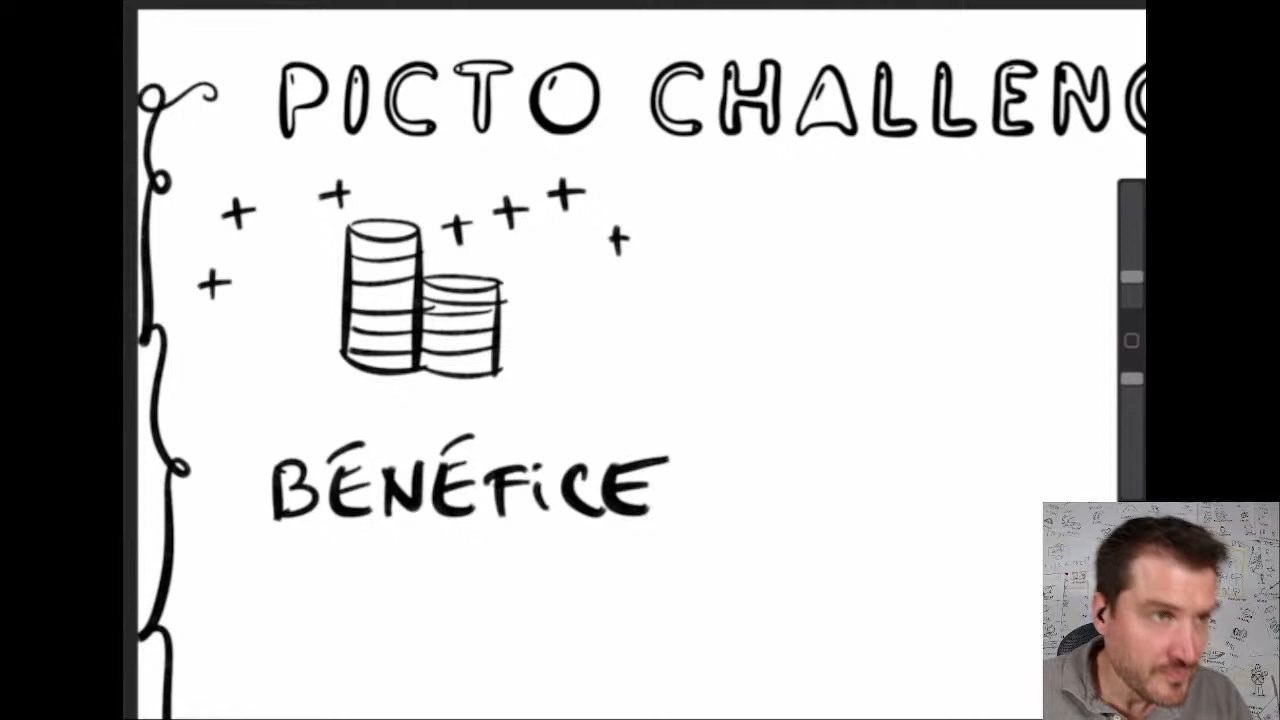 PICTO CHALLENG
+ + + + + + +
BÉNÉFiCE